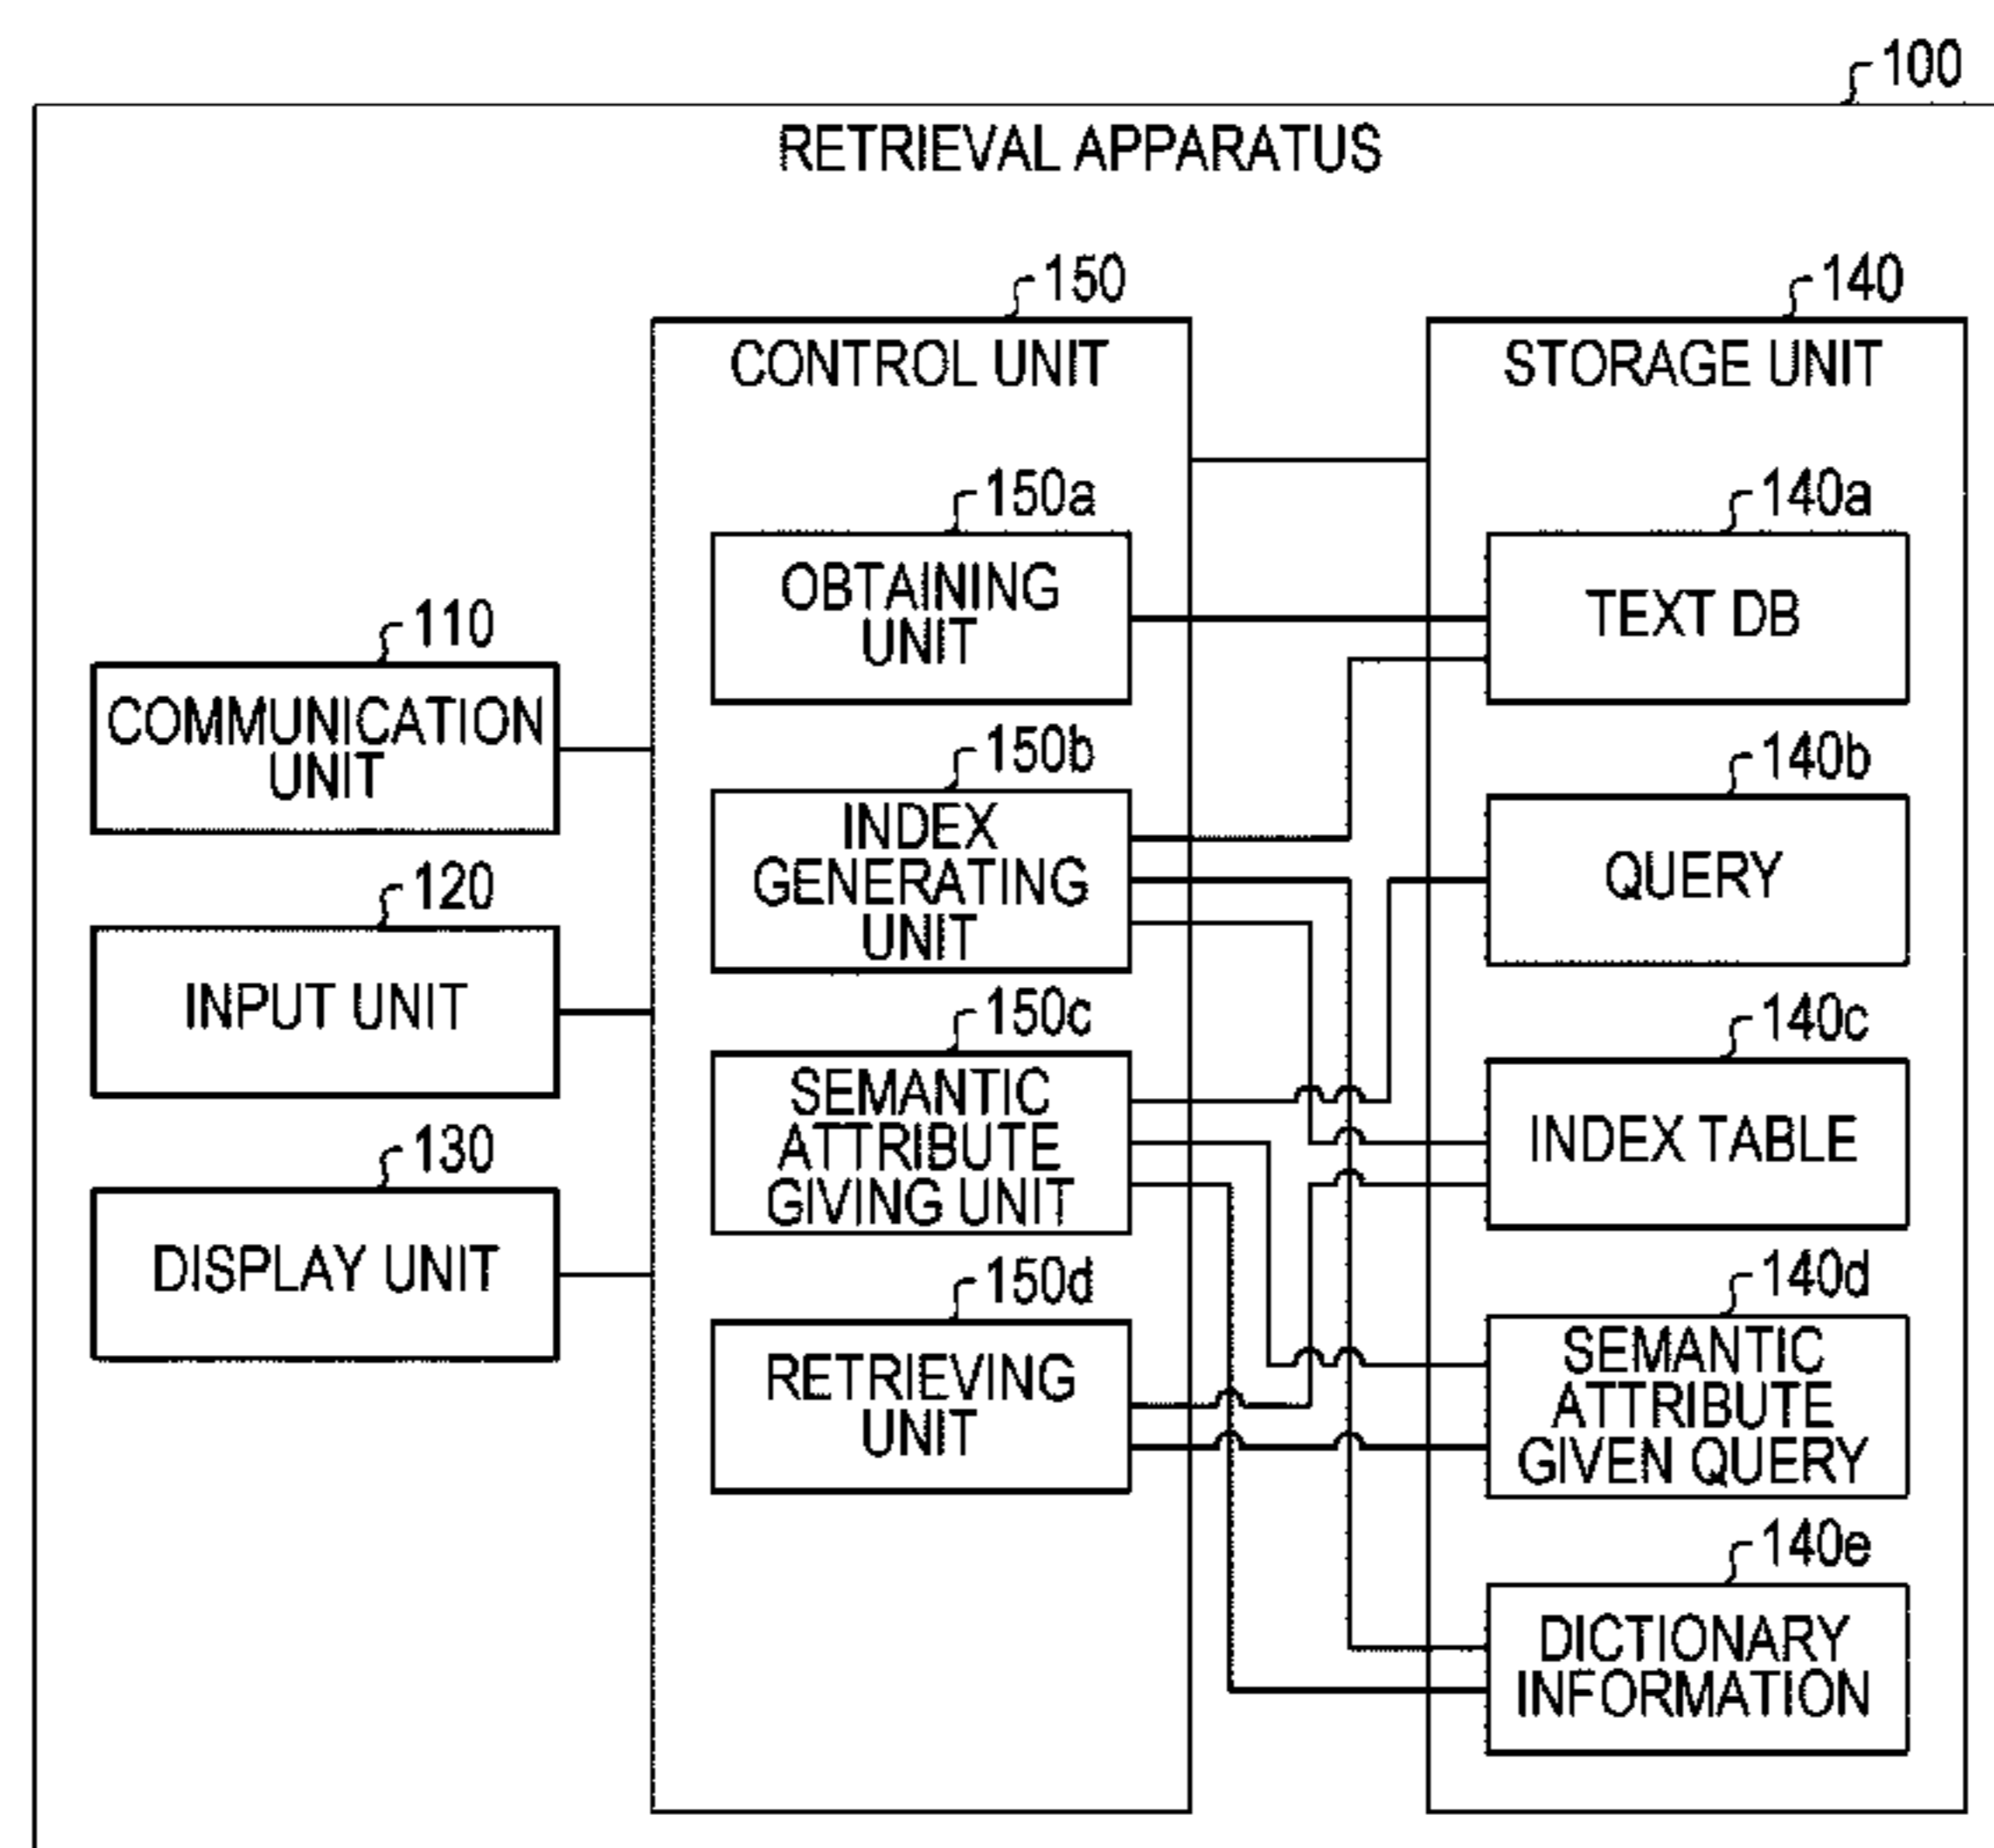 100
RETRIEVAL APPARATUS
150
CONTROL UNIT
140
STORAGE UNIT
110
COMMUNICATION
UNIT
120
INPUT UNIT
130
DISPLAY UNIT
150a
OBTAINING
UNIT
150b
INDEX
GENERATING
UNIT
150c
SEMANTIC
ATTRIBUTE
GIVING UNIT
150d
RETRIEVING
UNIT
140a
TEXT DB
140b
QUERY
140c
INDEX TABLE
140d
SEMANTIC
ATTRIBUTE
GIVEN QUERY
140e
DICTIONARY
INFORMATION